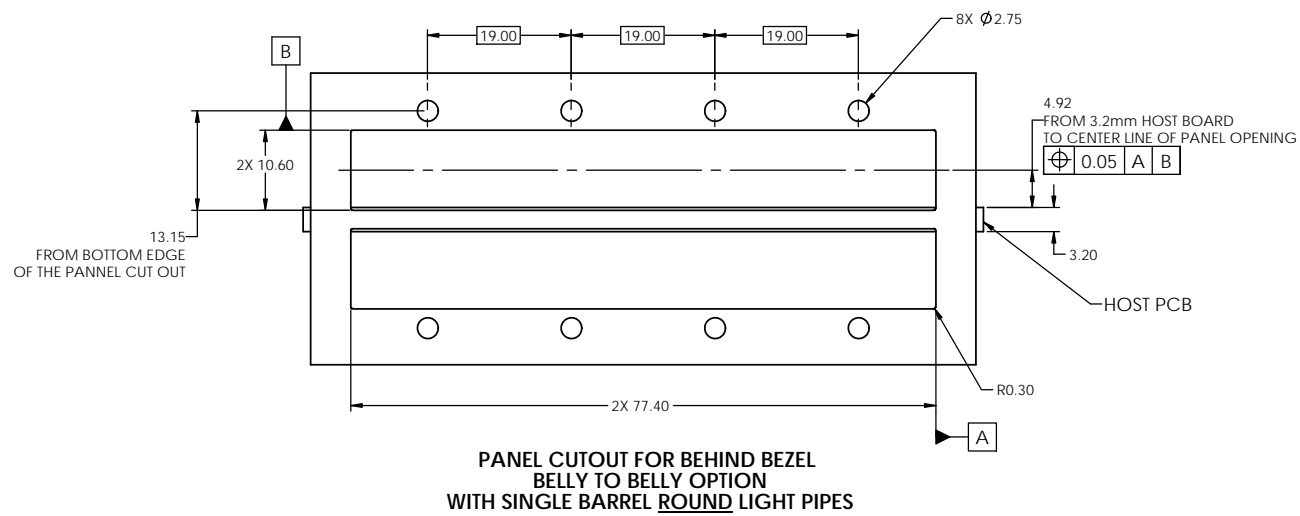 8X Ø2.75
19.00
19.00
19.00
B
4.92
FROM 3.2mm HOST BOARD
TO CENTER LINE OF PANEL OPENING
⌖ 0.05 A B
2X 10.60
13.15
FROM BOTTOM EDGE
OF THE PANNEL CUT OUT
3.20
HOST PCB
R0.30
2X 77.40
A
PANEL CUTOUT FOR BEHIND BEZEL
BELLY TO BELLY OPTION
WITH SINGLE BARREL ROUND LIGHT PIPES